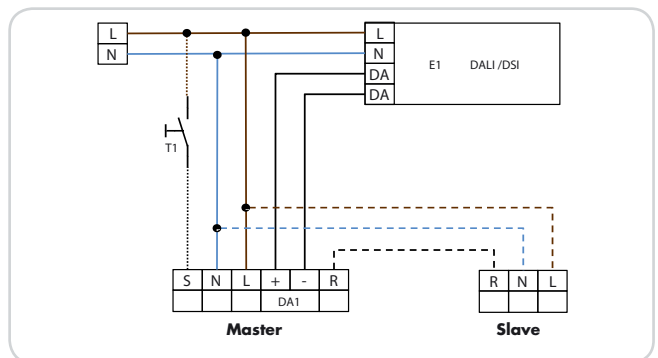 L
N
L
N
DA
DA
E1 DALI /DSI
T1
S N L + - R
DA1
Master
R N L
Slave